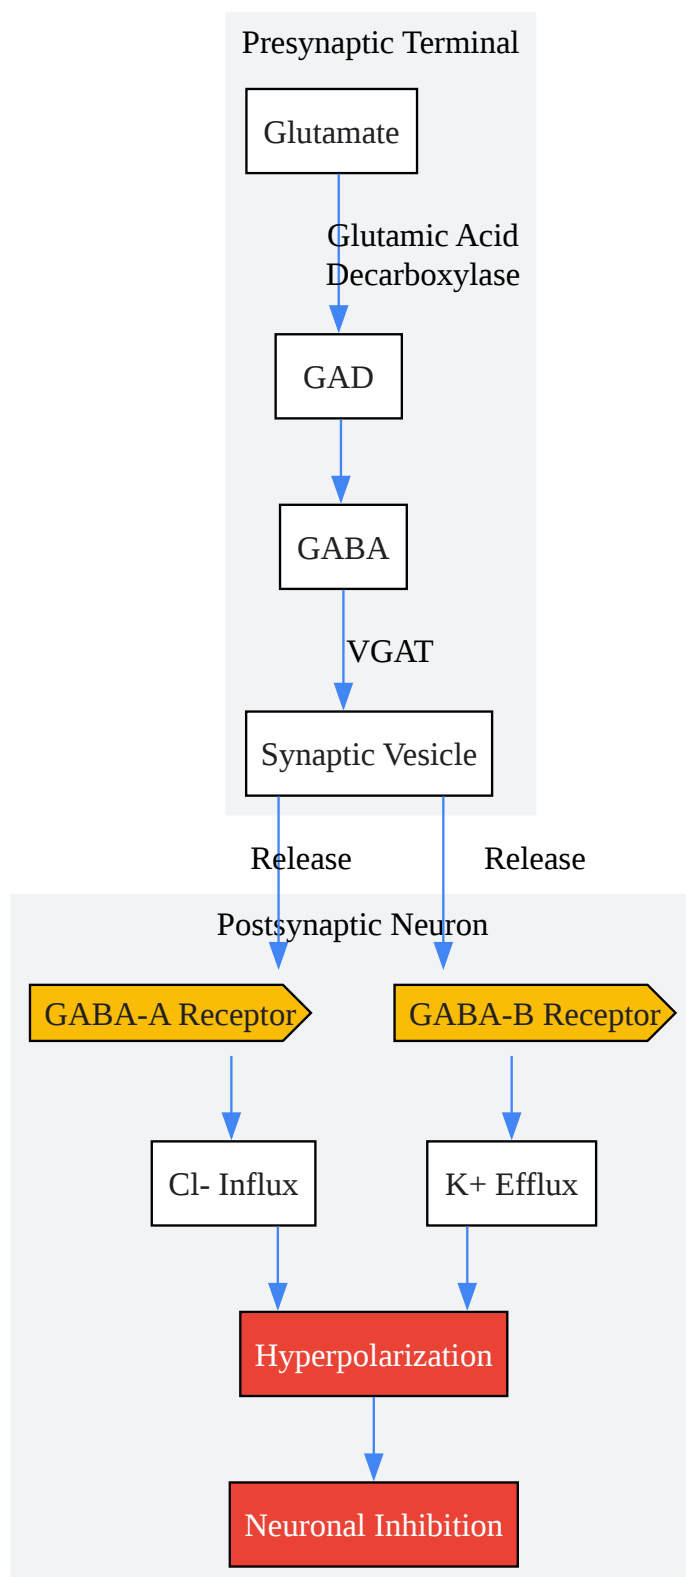 Presynaptic Terminal
Glutamate
Glutamic Acid
Decarboxylase
GAD
GABA
VGAT
Synaptic Vesicle
Release
Release
Postsynaptic Neuron
GABA-A Receptor
GABA-B Receptor
Cl- Influx
K+ Efflux
Hyperpolarization
Neuronal Inhibition